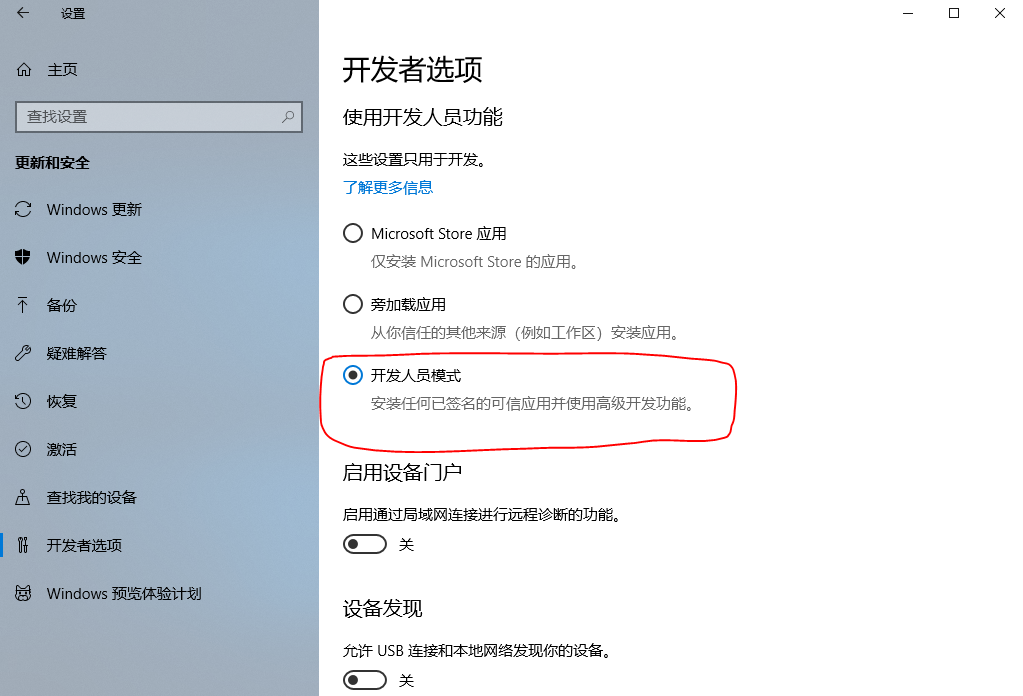 设置
主页
查找设置
更新和安全
Windows 更新
Windows 安全
备份
疑难解答
恢复
激活
查找我的设备
开发者选项
Windows 预览体验计划
开发者选项
使用开发人员功能
这些设置只用于开发。
了解更多信息
Microsoft Store 应用
仅安装 Microsoft Store 的应用。
旁加载应用
从你信任的其他来源（例如工作区）安装应用。
开发人员模式
安装任何已签名的可信应用并使用高级开发功能。
启用设备门户
启用通过局域网连接进行远程诊断的功能。
关
设备发现
允许 USB 连接和本地网络发现你的设备。
关